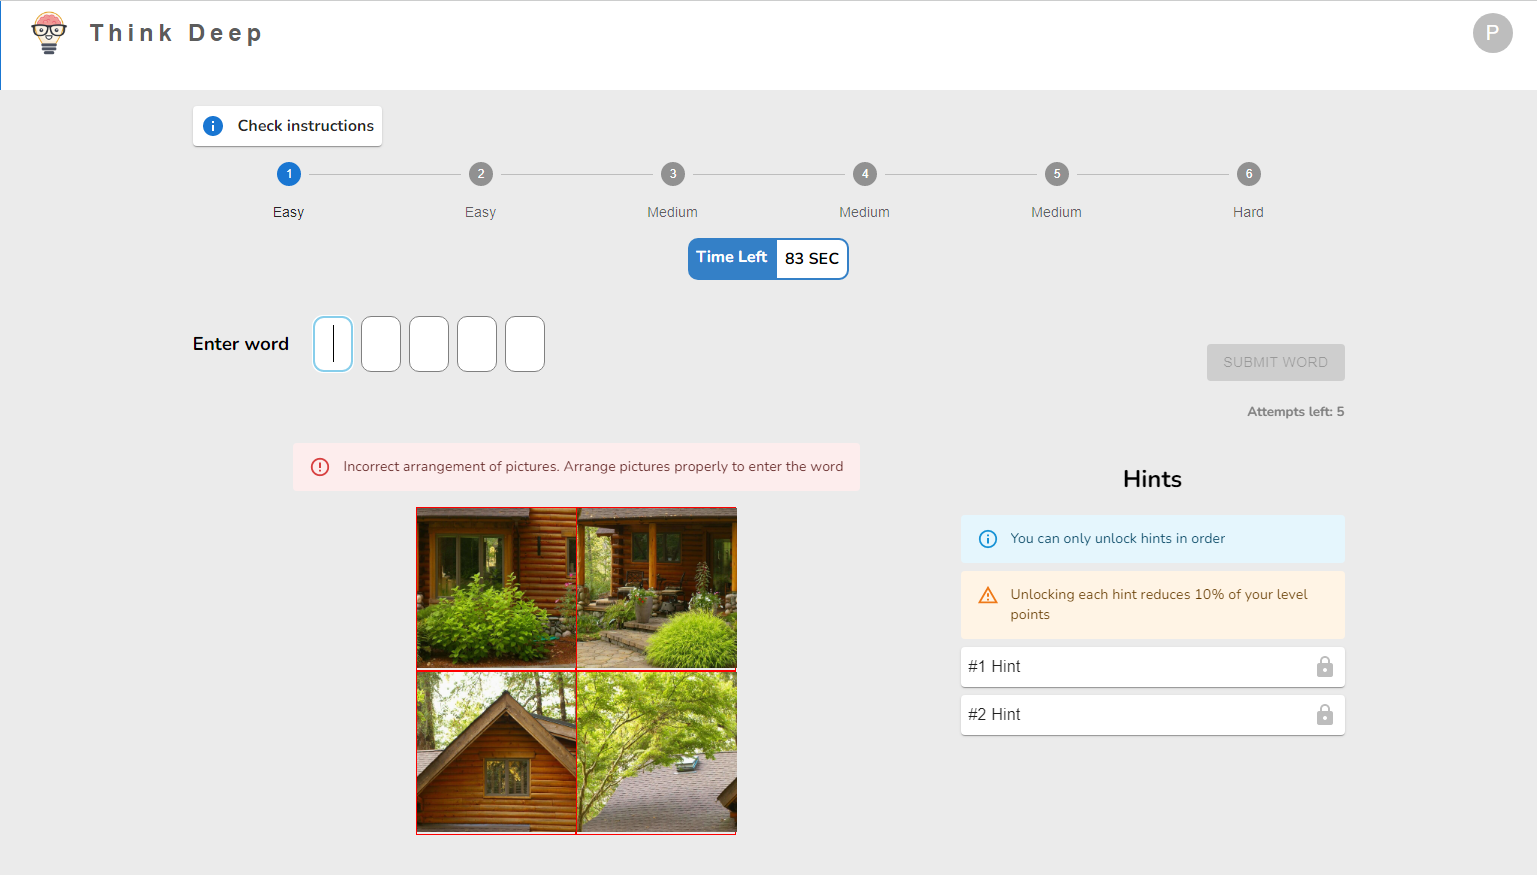 Think Deep
P
Check instructions
1
2
3
4
5
6
Easy
Easy
Medium
Medium
Medium
Hard
Time Left
83 SEC
Enter word
SUBMIT WORD
Attempts left: 5
Incorrect arrangement of pictures. Arrange pictures properly to enter the word
Hints
You can only unlock hints in order
Unlocking each hint reduces 10% of your level
points
#1 Hint
#2 Hint